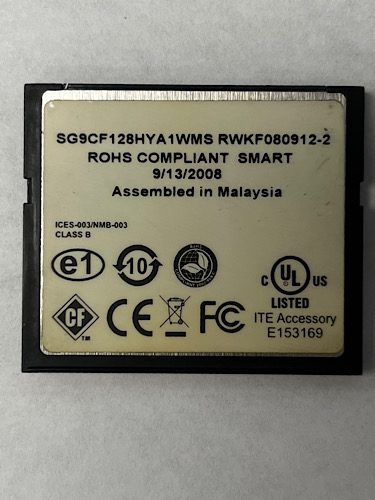 SG9CF128HYA1WMS RWKF080912-2
ROHS COMPLIANT SMART
9/13/2008
Assembled in Malaysia
ICES-003/NMB-003
CLASS B
e1
10
C UL US
LISTED
CF
TM
CE
FC
ITE Accessory
E153169